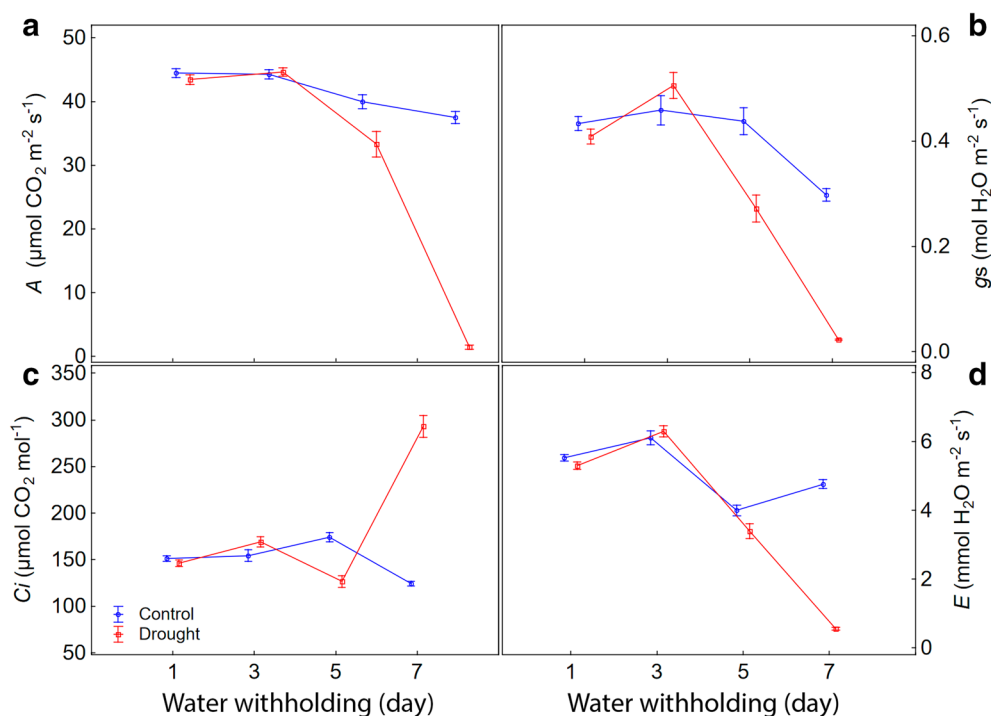 a
50
40
30
20
10
0
A (μmol CO2 m-2 s-1)
b
0.6
0.4
0.2
0.0
gs (mol H2O m-2 s-1)
c
350
300
250
200
150
100
50
Ci (μmol CO2 mol-1)
Control
Drought
1 3 5 7
Water withholding (day)
d
8
6
4
2
0
E (mmol H2O m-2 s-1)
1 3 5 7
Water withholding (day)